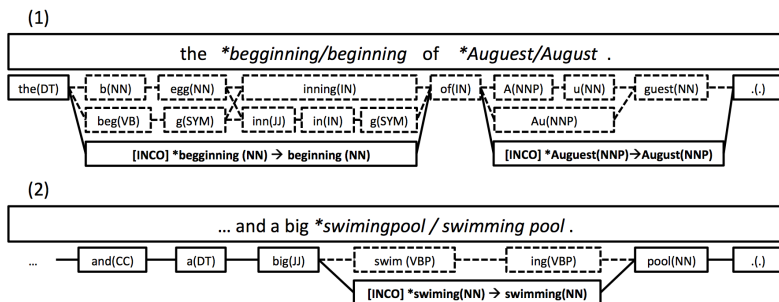 (1)
the *begginning/beginning of *Auguest/August .
the(DT) b(NN) egg(NN) inning(IN) of(IN) A(NNP) u(NN) guest(NN) .(.)
beg(VB) g(SYM) inn(JJ) in(IN) g(SYM) Au(NNP)
[INCO] *begginning (NN) → beginning (NN) [INCO] *Auguest(NNP)→August(NNP)
(2)
... and a big *swimingpool / swimming pool .
... and(CC) a(DT) big(JJ) swim (VBP) ing(VBP) pool(NN) .(.)
[INCO] *swiming(NN) → swimming(NN)